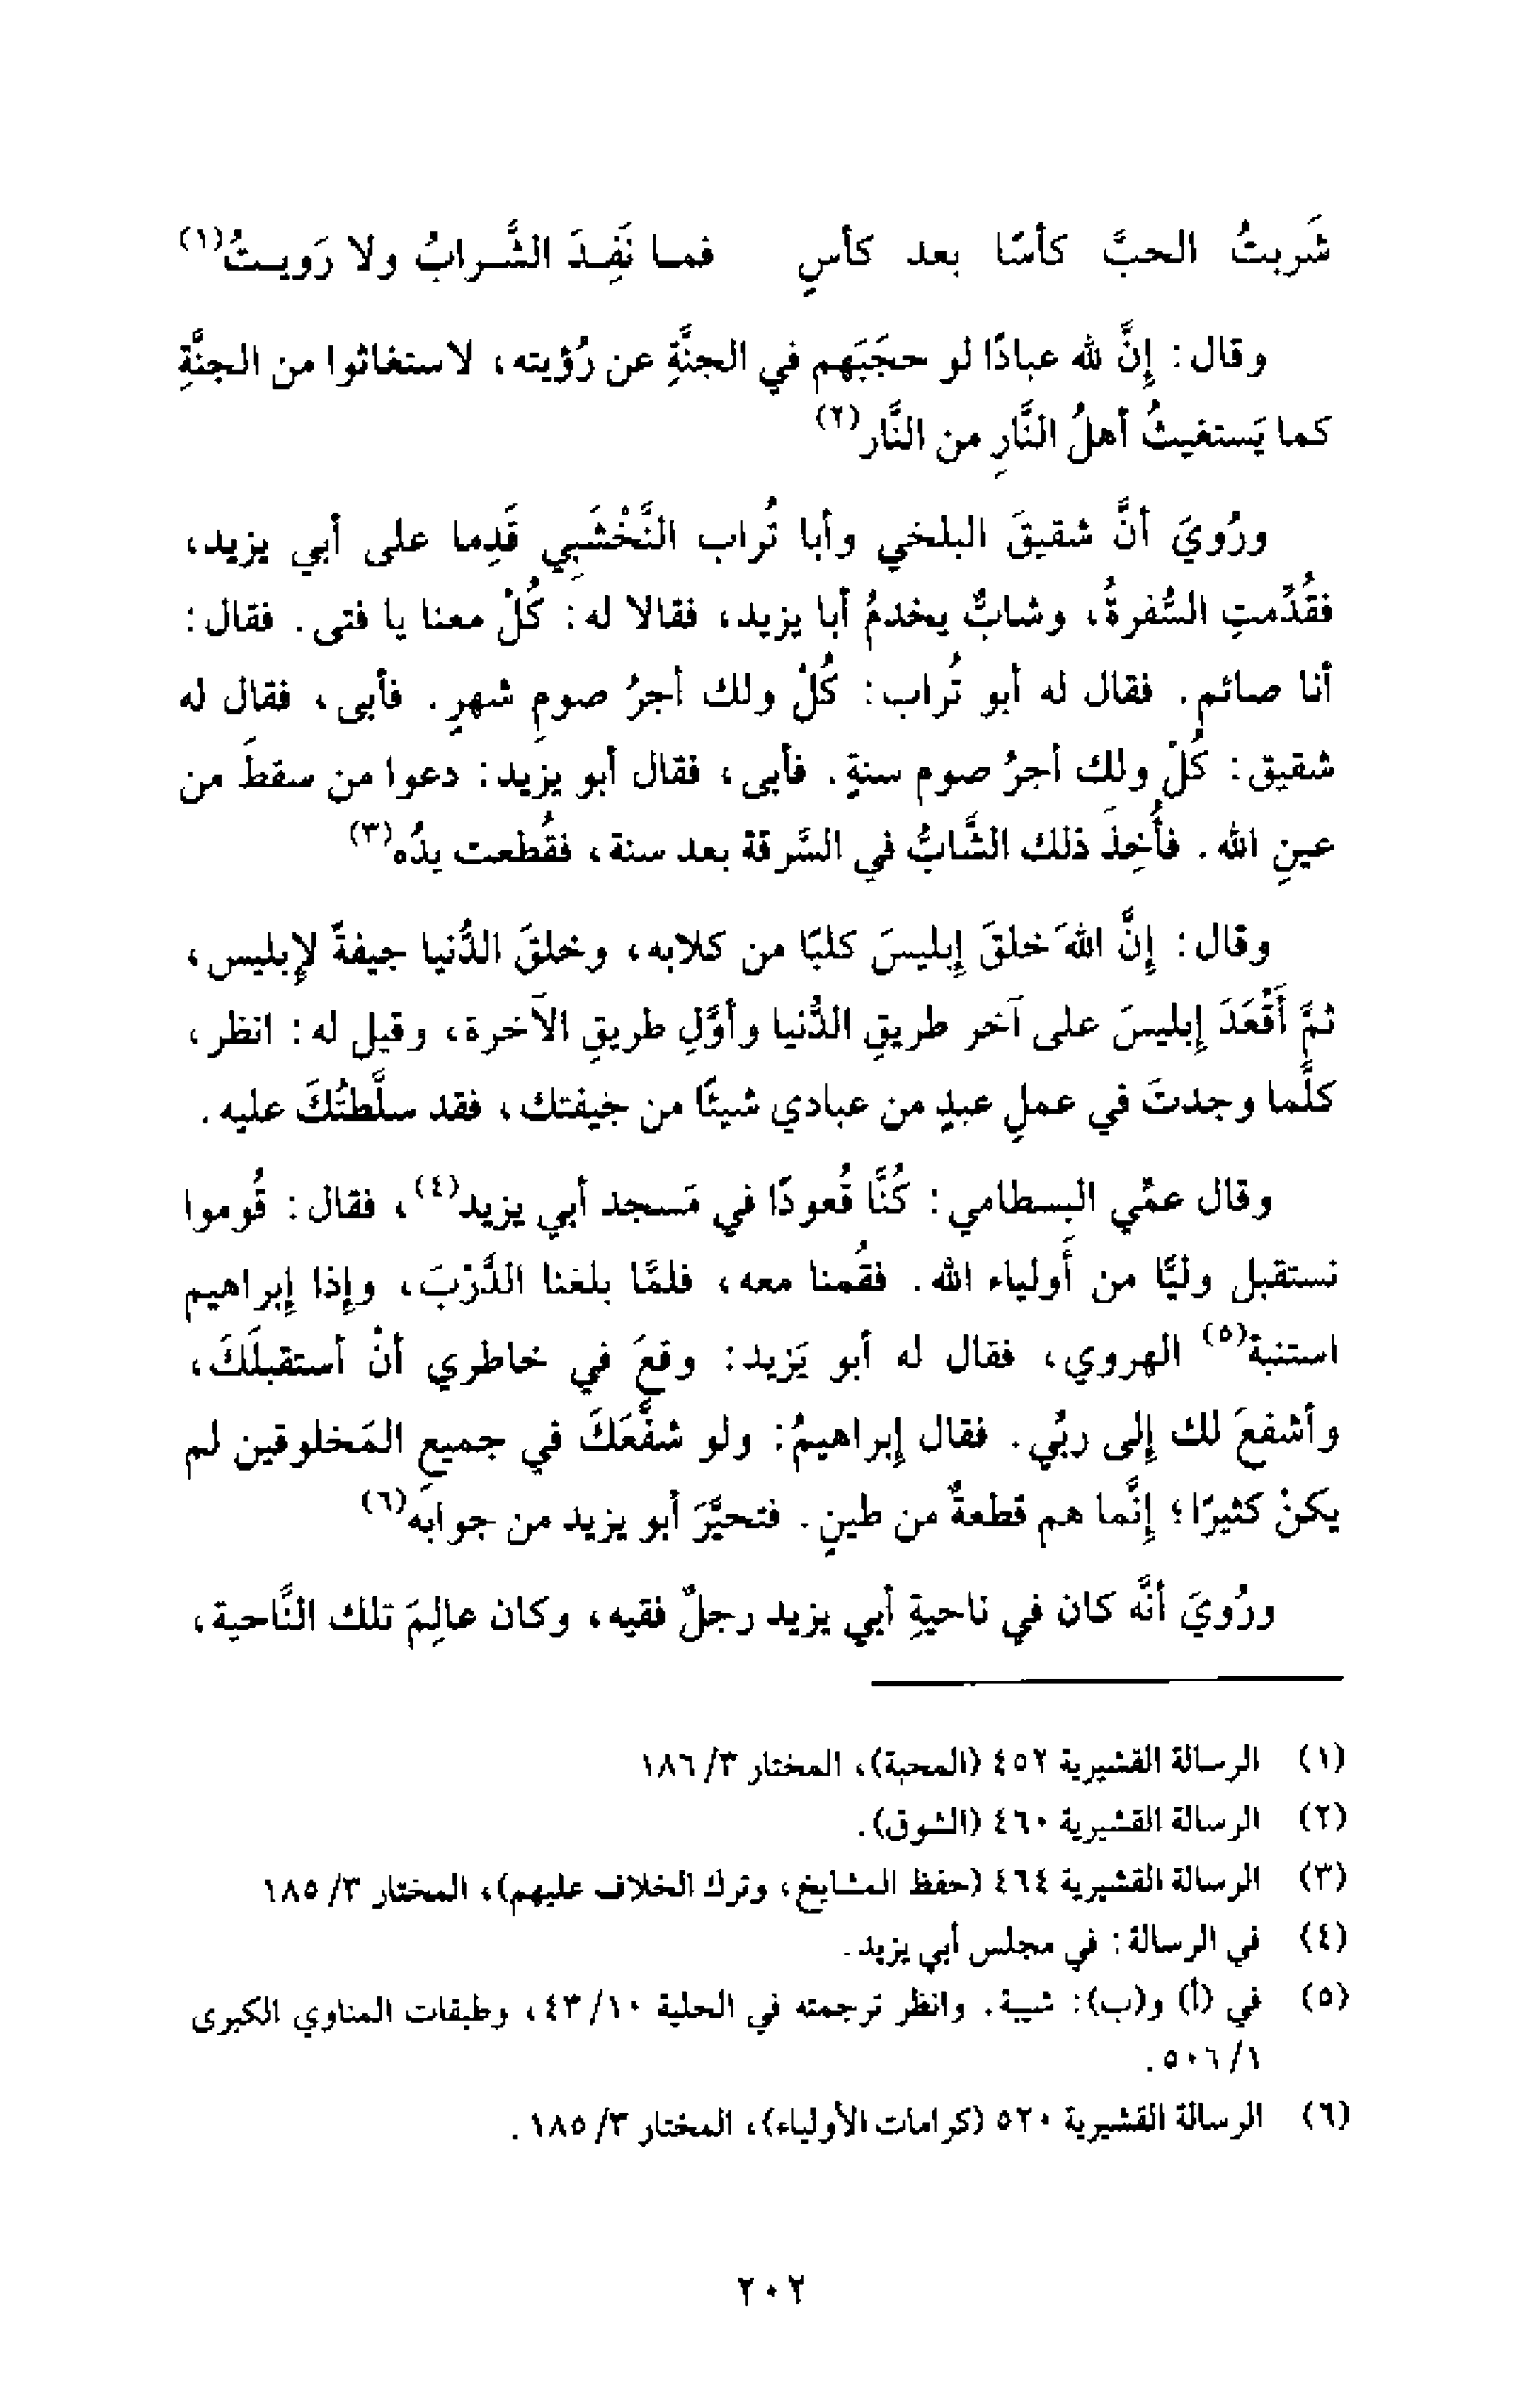 شَربتُ الحبَّ كأسًا بعد كأسٍ فمـا نَفِـدَ الشَّـرابُ ولا رَويـتُ(١)
وقال: إنَّ لله عبادًا لو حجَبَهم في الجنَّةِ عن رُؤيته، لاستغاثوا من الجنَّةِ
كما يَستغيثُ أهلُ النَّارِ من النَّار(٢)
ورُويَ أنَّ شقيقَ البلخي وأبا تُراب النَّخْشَبِي قَدِما على أبي يزيد،
فقُدِّمتِ السُّفرةُ، وشابٌّ يخدمُ أبا يزيد، فقالا له: كُلْ معنا يا فتى. فقال:
أنا صائم. فقال له أبو تُراب: كُلْ ولك أجرُ صومِ شهرٍ. فأبى، فقال له
شقيق: كُلْ ولك أجرُ صوم سنةٍ. فأبى، فقال أبو يزيد: دعوا من سقطَ من
عينِ الله. فأُخِذَ ذلك الشَّابُّ في السَّرقة بعد سنة، فقُطعت يدُه(٣)
وقال: إنَّ اللهَ خلقَ إبليسَ كلبًا من كلابه، وخلقَ الدُّنيا جيفةً لإبليس،
ثمَّ أَقْعَدَ إبليسَ على آخر طريقِ الدُّنيا وأوَّلِ طريقِ الآخرة، وقيل له: انظر،
كلَّما وجدتَ في عملِ عبدٍ من عبادي شيئًا من جيفتك، فقد سلَّطتُكَ عليه.
وقال عمِّي البسطامي: كُنَّا قُعودًا في مَسجد أبي يزيد(٤)، فقال: قُوموا
نستقبل وليًّا من أَولياء الله. فقُمنا معه، فلمَّا بلغنا الدَّرْبَ، وإذا إبراهيم
استنبة(٥) الهروي، فقال له أبو يَزيد: وقعَ في خاطري أنْ أستقبلَكَ،
وأشفعَ لك إلى ربِّي. فقال إبراهيمُ: ولو شفَّعَكَ في جميعِ المَخلوقين لم
يكنْ كثيرًا؛ إنَّما هم قطعةٌ من طينٍ. فتحيَّرَ أبو يزيد من جوابه(٦)
ورُويَ أنَّه كان في ناحيةِ أبي يزيد رجلٌ فقيه، وكان عالِمَ تلك النَّاحية،
(١) الرسالة القشيرية ٤٥٢ (المحبة)، المختار ٣/ ١٨٦
(٢) الرسالة القشيرية ٤٦٠ (الشوق).
(٣) الرسالة القشيرية ٤٦٤ (حفظ المشايخ، وترك الخلاف عليهم)، المختار ٣/ ١٨٥
(٤) في الرسالة: في مجلس أبي يزيد.
(٥) في (أ) و(ب): شيبة. وانظر ترجمته في الحلية ١٠/ ٤٣، وطبقات المناوي الكبرى
١/ ٥٠٦.
(٦) الرسالة القشيرية ٥٢٠ (كرامات الأولياء)، المختار ٣/ ١٨٥.
٢٠٢